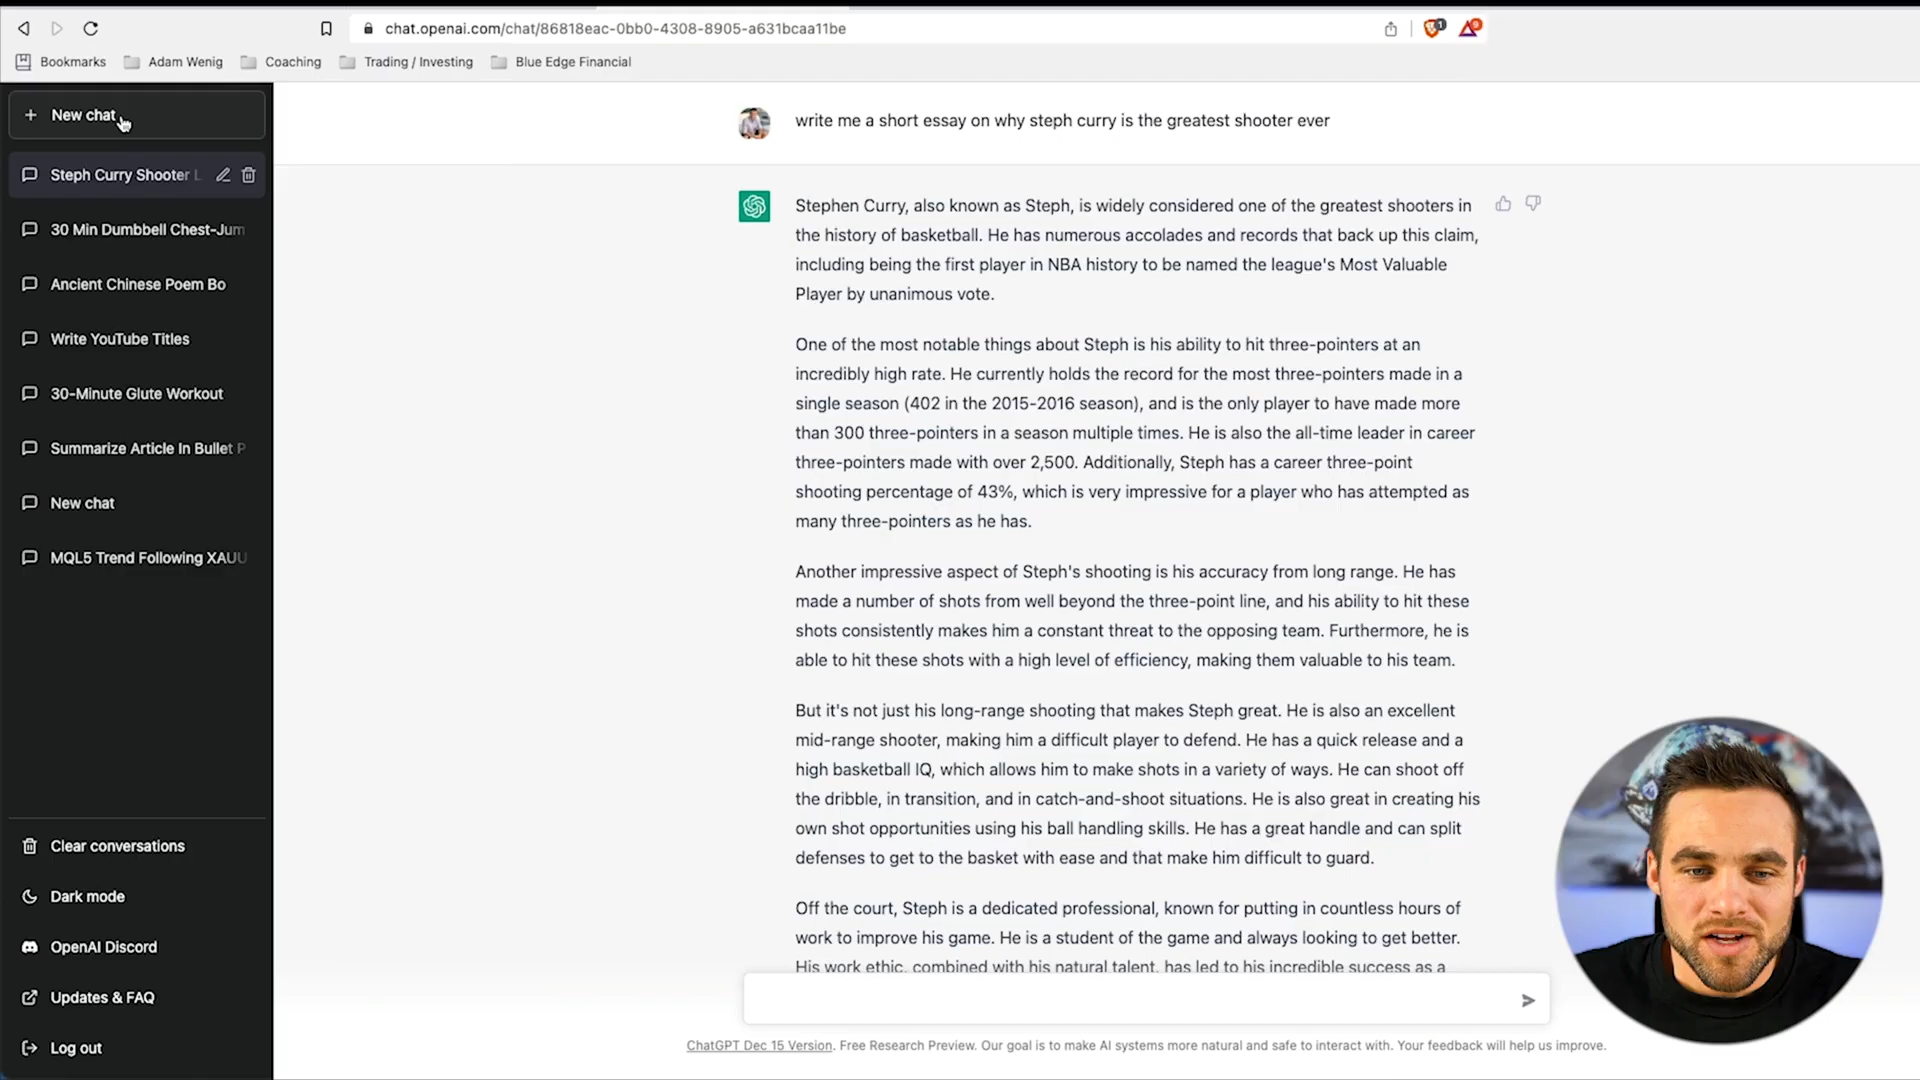 chat.openai.com/chat/86818eac-0bb0-4308-8905-a631bcaa11be
1
9
Bookmarks
Adam Wenig
Coaching
Trading / Investing
Blue Edge Financial
New chat
Steph Curry Shooter L
30 Min Dumbbell Chest-Jum
Ancient Chinese Poem Bo
Write YouTube Titles
30-Minute Glute Workout
Summarize Article In Bullet P
New chat
MQL5 Trend Following XAUU
Clear conversations
Dark mode
OpenAI Discord
Updates & FAQ
Log out
write me a short essay on why steph curry is the greatest shooter ever
Stephen Curry, also known as Steph, is widely considered one of the greatest shooters in
the history of basketball. He has numerous accolades and records that back up this claim,
including being the first player in NBA history to be named the league's Most Valuable
Player by unanimous vote.
One of the most notable things about Steph is his ability to hit three-pointers at an
incredibly high rate. He currently holds the record for the most three-pointers made in a
single season (402 in the 2015-2016 season), and is the only player to have made more
than 300 three-pointers in a season multiple times. He is also the all-time leader in career
three-pointers made with over 2,500. Additionally, Steph has a career three-point
shooting percentage of 43%, which is very impressive for a player who has attempted as
many three-pointers as he has.
Another impressive aspect of Steph's shooting is his accuracy from long range. He has
made a number of shots from well beyond the three-point line, and his ability to hit these
shots consistently makes him a constant threat to the opposing team. Furthermore, he is
able to hit these shots with a high level of efficiency, making them valuable to his team.
But it's not just his long-range shooting that makes Steph great. He is also an excellent
mid-range shooter, making him a difficult player to defend. He has a quick release and a
high basketball IQ, which allows him to make shots in a variety of ways. He can shoot off
the dribble, in transition, and in catch-and-shoot situations. He is also great in creating his
own shot opportunities using his ball handling skills. He has a great handle and can split
defenses to get to the basket with ease and that make him difficult to guard.
Off the court, Steph is a dedicated professional, known for putting in countless hours of
work to improve his game. He is a student of the game and always looking to get better.
His work ethic, combined with his natural talent, has led to his incredible success as a
ChatGPT Dec 15 Version. Free Research Preview. Our goal is to make AI systems more natural and safe to interact with. Your feedback will help us improve.